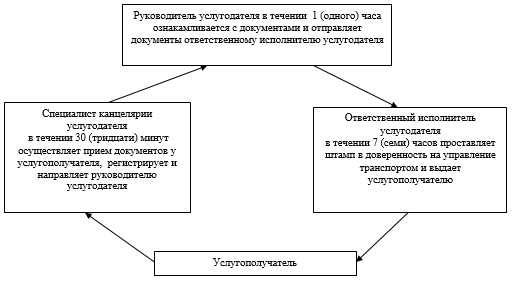 Руководитель услугодателя в течении 1 (одного) часа
ознакамливается с документами и отправляет
документы ответственному исполнителю услугодателя
Специалист канцелярии
услугодателя
в течении 30 (тридцати) минут
осуществляет прием документов у
услугополучателя, регистрирует и
направляет руководителю
услугодателя
Ответственный исполнитель
услугодателя
в течении 7 (семи) часов проставляет
штамп в доверенность на управление
транспортом и выдает
услугополучателю
Услугополучатель